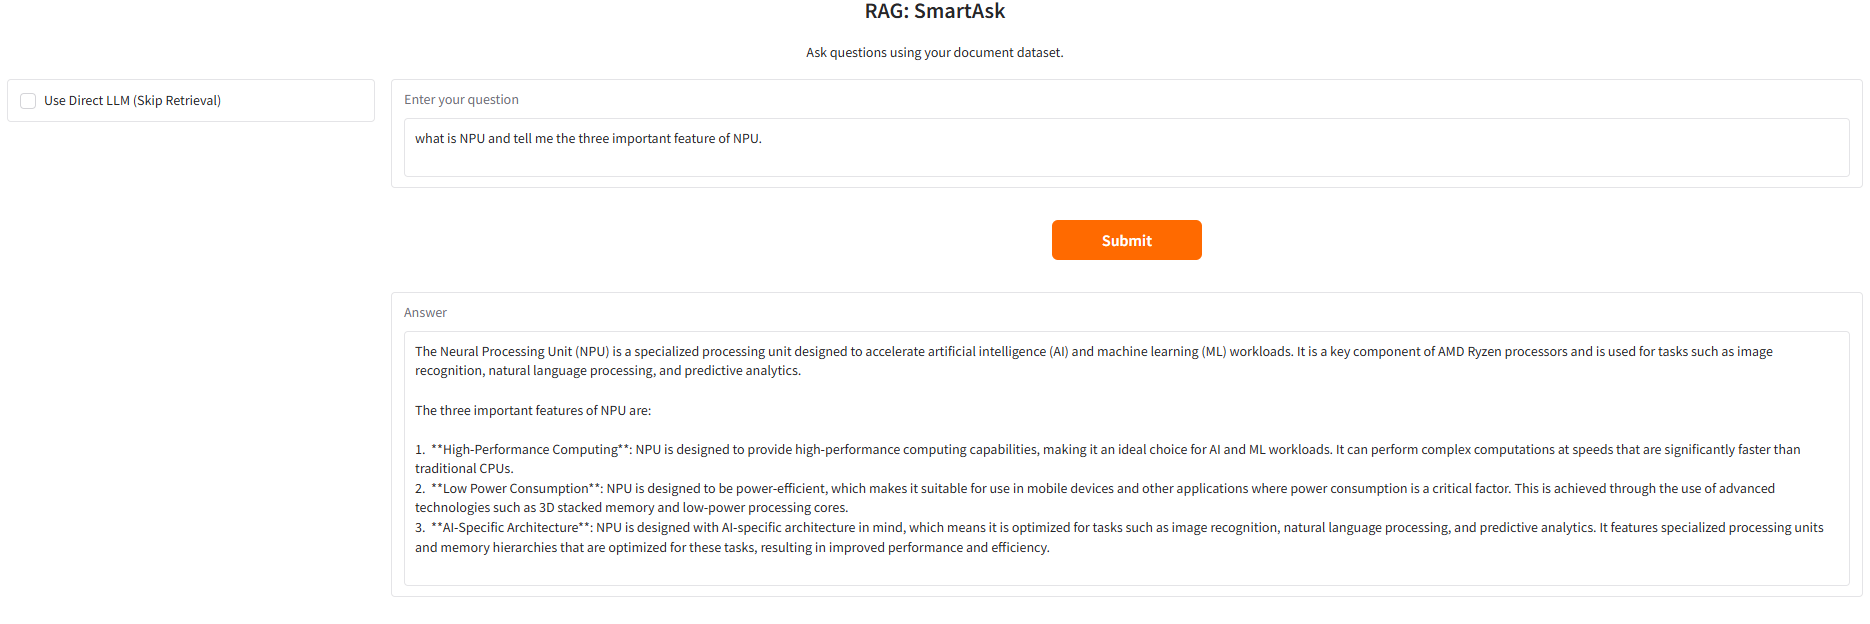 RAG: SmartAsk
Ask questions using your document dataset.
Use Direct LLM (Skip Retrieval)
Enter your question
what is NPU and tell me the three important feature of NPU.
Submit
Answer
The Neural Processing Unit (NPU) is a specialized processing unit designed to accelerate artificial intelligence (AI) and machine learning (ML) workloads. It is a key component of AMD Ryzen processors and is used for tasks such as image
recognition, natural language processing, and predictive analytics.
The three important features of NPU are:
1. **High-Performance Computing**: NPU is designed to provide high-performance computing capabilities, making it an ideal choice for AI and ML workloads. It can perform complex computations at speeds that are significantly faster than
traditional CPUs.
2. **Low Power Consumption**: NPU is designed to be power-efficient, which makes it suitable for use in mobile devices and other applications where power consumption is a critical factor. This is achieved through the use of advanced
technologies such as 3D stacked memory and low-power processing cores.
3. **AI-Specific Architecture**: NPU is designed with AI-specific architecture in mind, which means it is optimized for tasks such as image recognition, natural language processing, and predictive analytics. It features specialized processing units
and memory hierarchies that are optimized for these tasks, resulting in improved performance and efficiency.